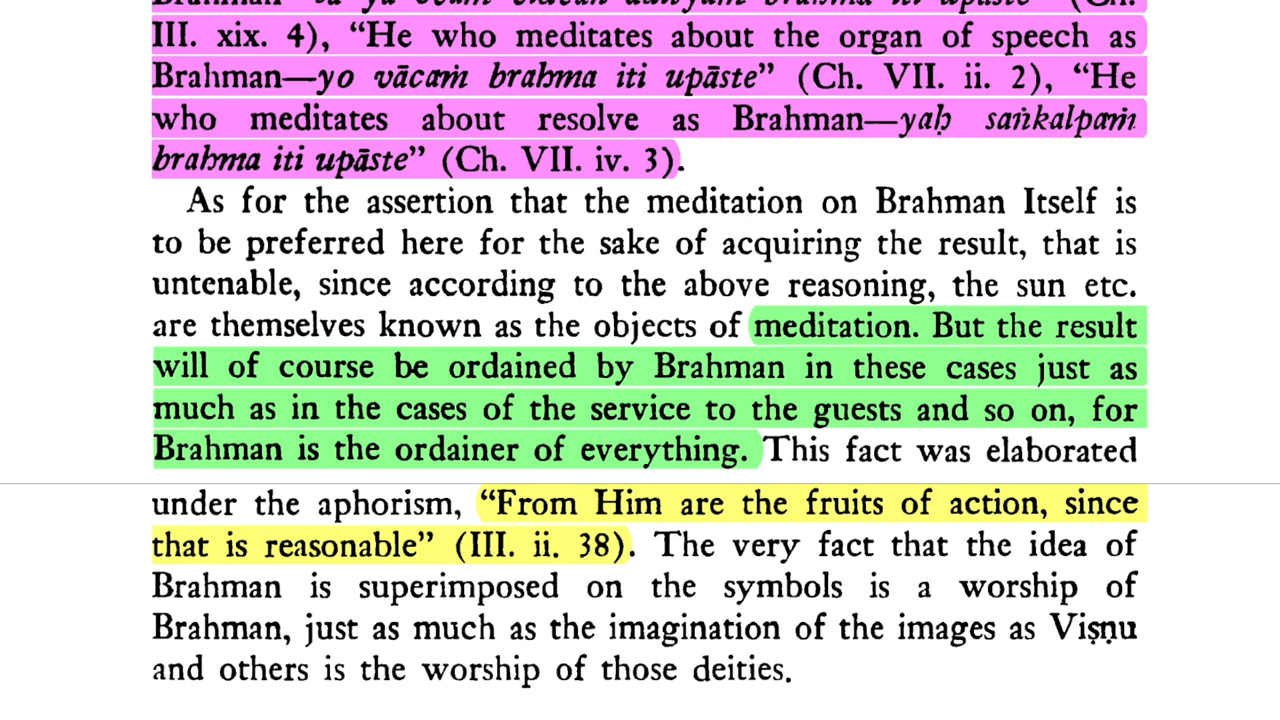 III. xix. 4), “He who meditates about the organ of speech as
Brahman—yo vācaṁ brahma iti upāste” (Ch. VII. ii. 2), “He
who meditates about resolve as Brahman—yaḥ saṅkalpaṁ
brahma iti upāste” (Ch. VII. iv. 3).
As for the assertion that the meditation on Brahman Itself is
to be preferred here for the sake of acquiring the result, that is
untenable, since according to the above reasoning, the sun etc.
are themselves known as the objects of meditation. But the result
will of course be ordained by Brahman in these cases just as
much as in the cases of the service to the guests and so on, for
Brahman is the ordainer of everything. This fact was elaborated
under the aphorism, “From Him are the fruits of action, since
that is reasonable” (III. ii. 38). The very fact that the idea of
Brahman is superimposed on the symbols is a worship of
Brahman, just as much as the imagination of the images as Viṣṇu
and others is the worship of those deities.